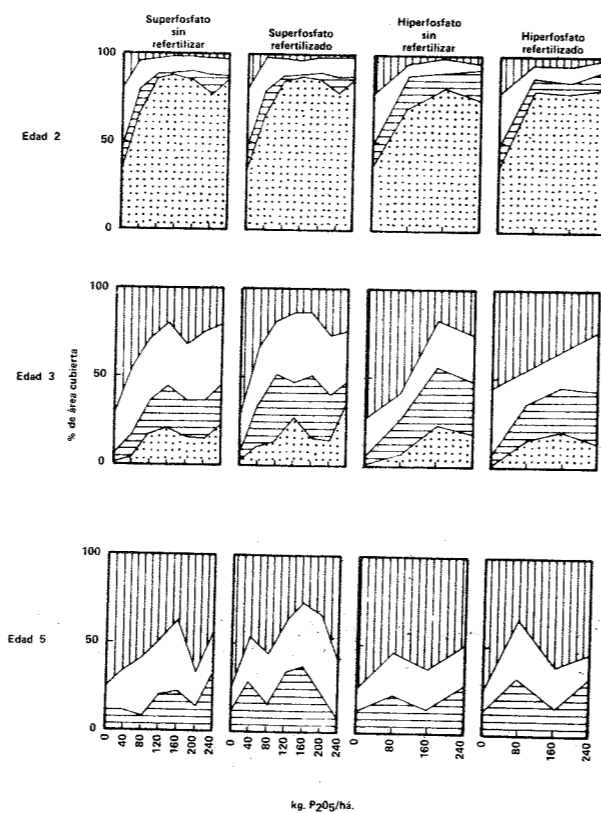 Superfosfato sin refertilizar
Superfosfato refertilizado
Hiperfosfato sin refertilizar
Hiperfosfato refertilizado
Edad 2
100
50
0
Edad 3
% de área cubierta
100
50
0
Edad 5
100
50
0
0 40 80 120 160 200 240
0 40 80 120 160 200 240
0 80 160 240
0 80 160 240
kg. P2O5/há.